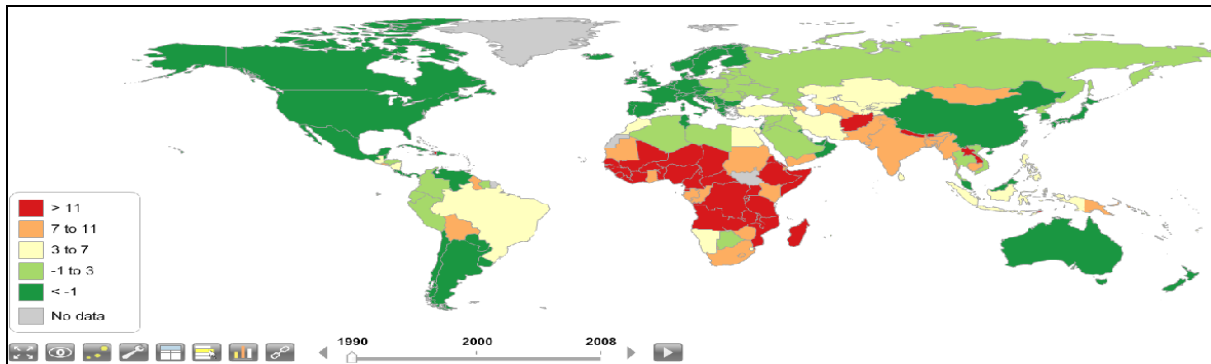 > 11
7 to 11
3 to 7
-1 to 3
< -1
No data
1990 2000 2008